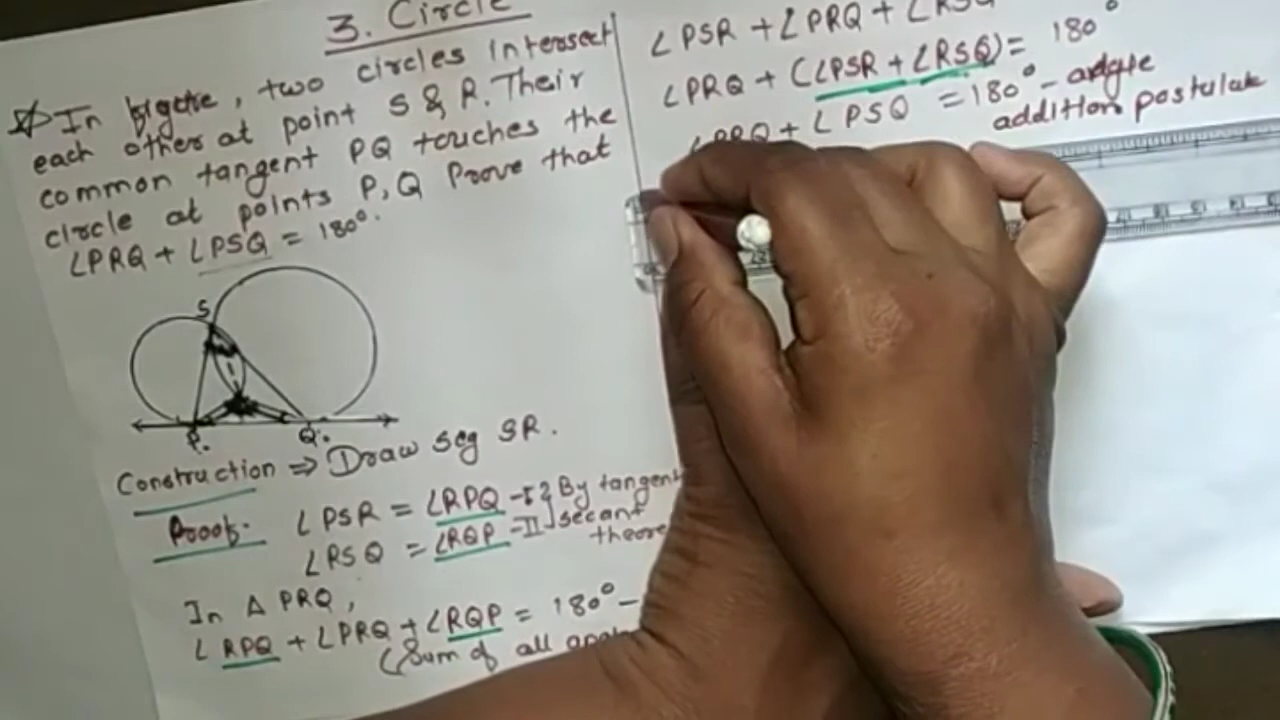 3. Circle
In figure, two circles intersect
each other at point S & R. Their
common tangent PQ touches the
circle at points P, Q Prove that
∠PRQ + ∠PSQ = 180°.
S
P. Q.
Construction ⇒ Draw seg SR.
Proof- ∠PSR = ∠RPQ -I } By tangent
∠RSQ = ∠RQP -II secant
In Δ PRQ,
∠RPQ + ∠PRQ + ∠RQP = 180° -
(Sum of all
∠PSR + ∠PRQ + ∠RSQ
∠PRQ + (∠PSR + ∠RSQ) = 180°
∠PRQ + ∠PSQ = 180° - angle
addition postulate